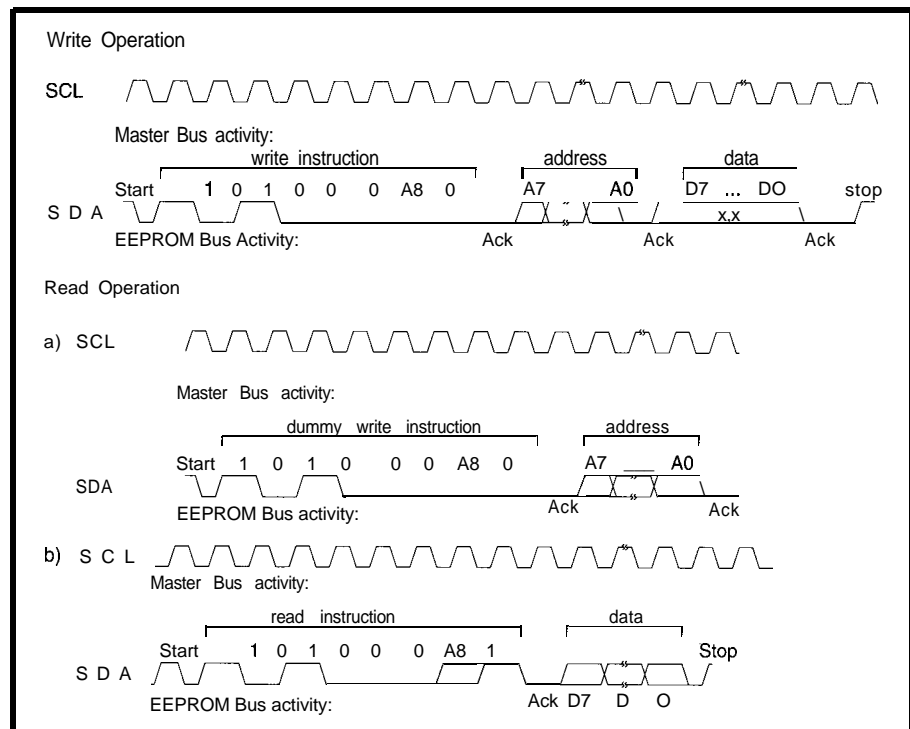 Write Operation
SCL
Master Bus activity:
write instruction address data
Start 1 0 1 0 0 0 A8 0 A7 A0 D7 ... DO stop
S D A x,x
EEPROM Bus Activity: Ack Ack Ack
Read Operation
a) SCL
Master Bus activity:
dummy write instruction address
Start 1 0 1 0 0 0 A8 0 A7 ___ A0
SDA
EEPROM Bus activity: Ack Ack
b) S C L
Master Bus activity:
read instruction data
Start 1 0 1 0 0 0 A8 1 Stop
S D A
EEPROM Bus activity: Ack D7 D O